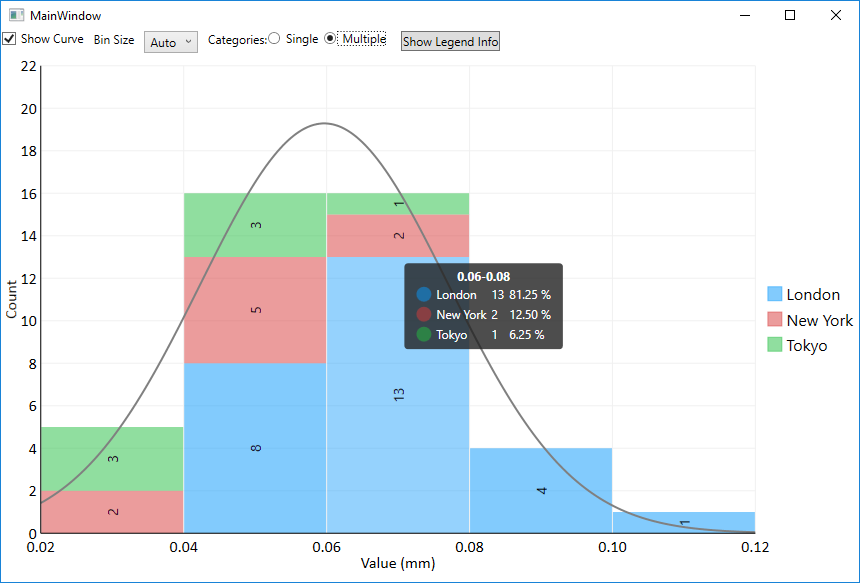 MainWindow
Show Curve Bin Size Auto Categories: Single Multiple Show Legend Info
22
20
18
16
14
12
10
8
6
4
2
0
Count
3
2
3
5
8
1
2
13
4
1
0.06-0.08
London 13 81.25 %
New York 2 12.50 %
Tokyo 1 6.25 %
London
New York
Tokyo
0.02 0.04 0.06 0.08 0.10 0.12
Value (mm)